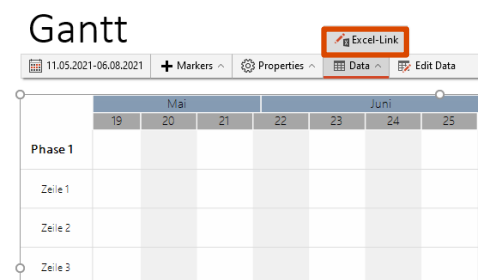 Gantt
Excel-Link
11.05.2021-06.08.2021 Markers Properties Data Edit Data
Mai Juni
19 20 21 22 23 24 25
Phase 1
Zeile 1
Zeile 2
Zeile 3